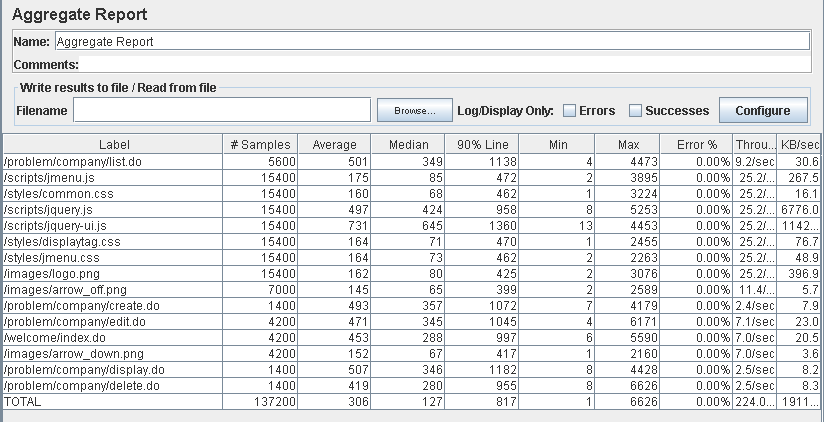 Aggregate Report
Name: Aggregate Report
Comments:
Write results to file / Read from file
Filename Browse... Log/Display Only: Errors Successes Configure
Label # Samples Average Median 90% Line Min Max Error % Throu... KB/sec
/problem/company/list.do 5600 501 349 1138 4 4473 0.00% 9.2/sec 30.6
/scripts/jmenu.js 15400 175 85 472 2 3895 0.00% 25.2/... 267.5
/styles/common.css 15400 160 68 462 1 3224 0.00% 25.2/... 16.1
/scripts/jquery.js 15400 497 424 958 8 5253 0.00% 25.2/... 6776.0
/scripts/jquery-ui.js 15400 731 645 1360 13 4453 0.00% 25.2/... 1142...
/styles/displaytag.css 15400 164 71 470 1 2455 0.00% 25.2/... 76.7
/styles/jmenu.css 15400 164 73 462 2 2263 0.00% 25.2/... 48.9
/images/logo.png 15400 162 80 425 2 3076 0.00% 25.2/... 396.9
/images/arrow_off.png 7000 145 65 399 2 2589 0.00% 11.4/... 5.7
/problem/company/create.do 1400 493 357 1072 7 4179 0.00% 2.4/sec 7.9
/problem/company/edit.do 4200 471 345 1045 4 6171 0.00% 7.1/sec 23.0
/welcome/index.do 4200 453 288 997 6 5590 0.00% 7.0/sec 20.5
/images/arrow_down.png 4200 152 67 417 1 2160 0.00% 7.0/sec 3.6
/problem/company/display.do 1400 507 346 1182 8 4428 0.00% 2.5/sec 8.2
/problem/company/delete.do 1400 419 280 955 8 6626 0.00% 2.5/sec 8.3
TOTAL 137200 306 127 817 1 6626 0.00% 224.0... 1911...